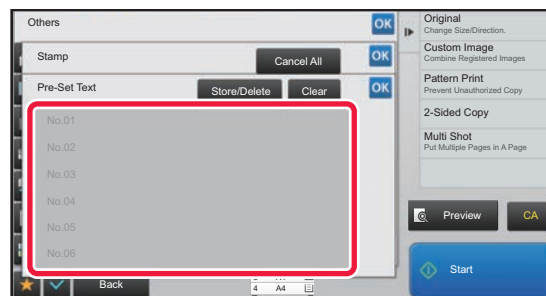 Others
OK
Stamp
Cancel All
OK
Pre-Set Text
Store/Delete
Clear
OK
No.01
No.02
No.03
No.04
No.05
No.06
Back
4 A4
Original
Change Size/Direction.
Custom Image
Combine Registered Images
Pattern Print
Prevent Unauthorized Copy
2-Sided Copy
Multi Shot
Put Multiple Pages in A Page
Preview
CA
Start